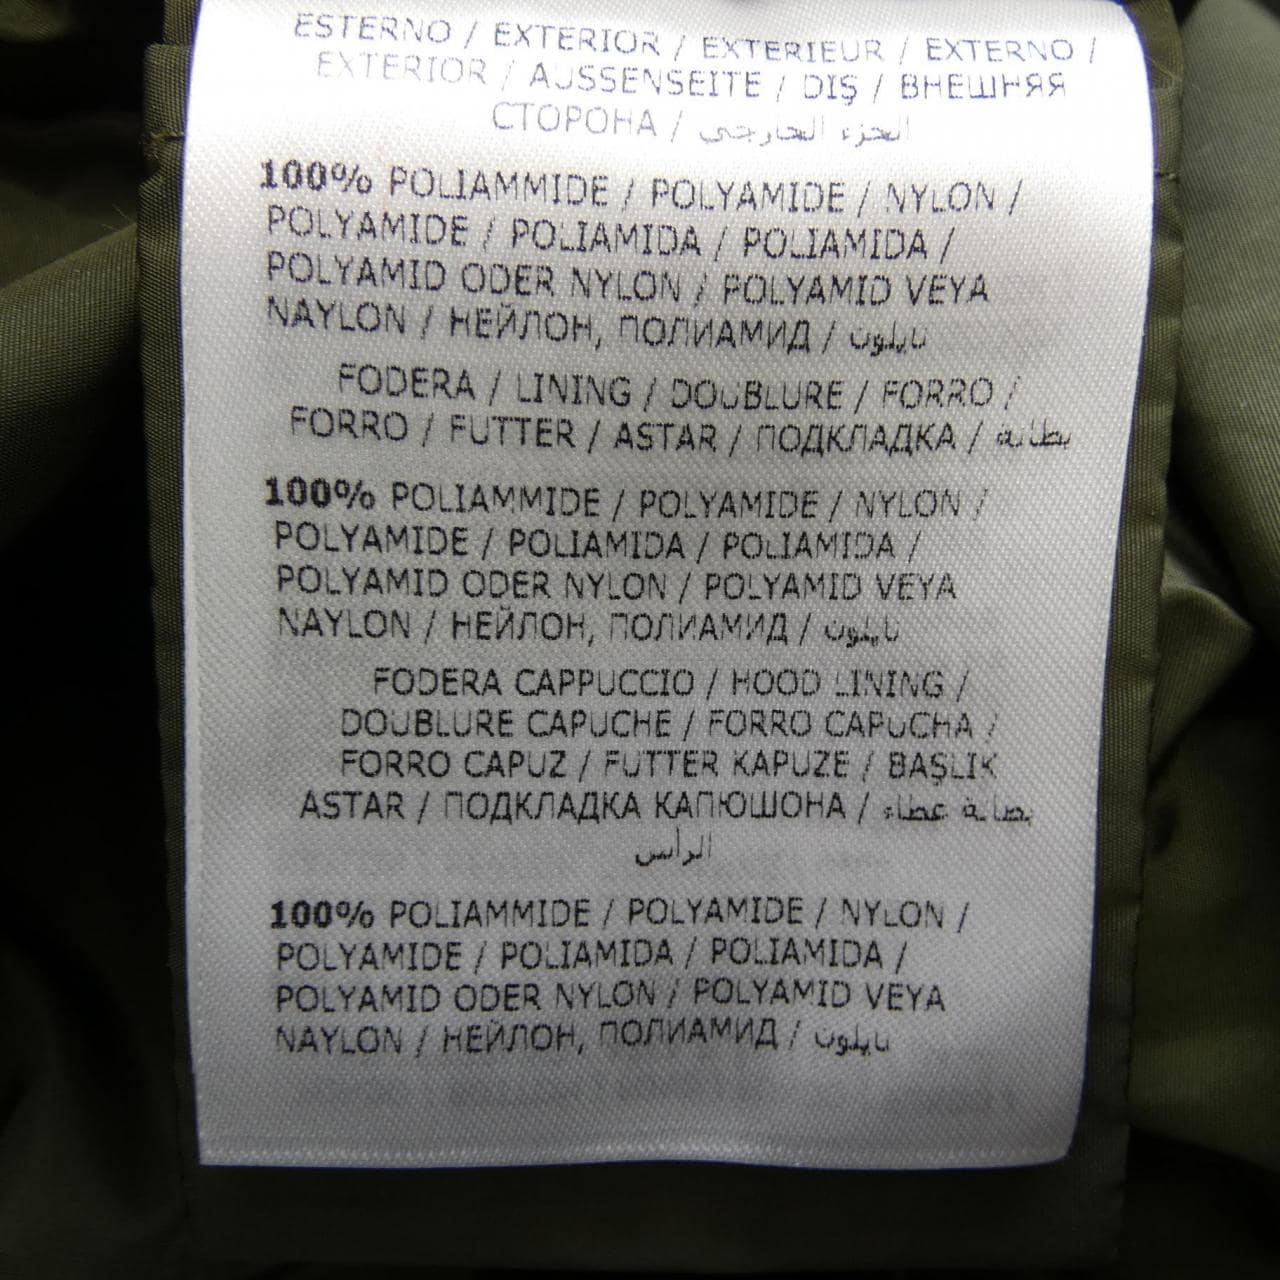 ESTERNO / EXTERIOR / EXTERIEUR / EXTERNO /
EXTERIOR / AUSSENSEITE / DIŞ / ВНЕШНЯЯ
СТОРОНА / الجزء الخارجي
100% POLIAMMIDE / POLYAMIDE / NYLON /
POLYAMIDE / POLIAMIDA / POLIAMIDA /
POLYAMID ODER NYLON / POLYAMID VEYA
NAYLON / НЕЙЛОН, ПОЛИАМИД / نايلون
FODERA / LINING / DOUBLURE / FORRO /
FORRO / FUTTER / ASTAR / ПОДКЛАДКА / بطانة
100% POLIAMMIDE / POLYAMIDE / NYLON /
POLYAMIDE / POLIAMIDA / POLIAMIDA /
POLYAMID ODER NYLON / POLYAMID VEYA
NAYLON / НЕЙЛОН, ПОЛИАМИД / نايلون
FODERA CAPPUCCIO / HOOD LINING /
DOUBLURE CAPUCHE / FORRO CAPUCHA /
FORRO CAPUZ / FUTTER KAPUZE / BAŞLIK
ASTAR / ПОДКЛАДКА КАПЮШОНА / بطانة غطاء
الرأس
100% POLIAMMIDE / POLYAMIDE / NYLON /
POLYAMIDE / POLIAMIDA / POLIAMIDA /
POLYAMID ODER NYLON / POLYAMID VEYA
NAYLON / НЕЙЛОН, ПОЛИАМИД / نايلون